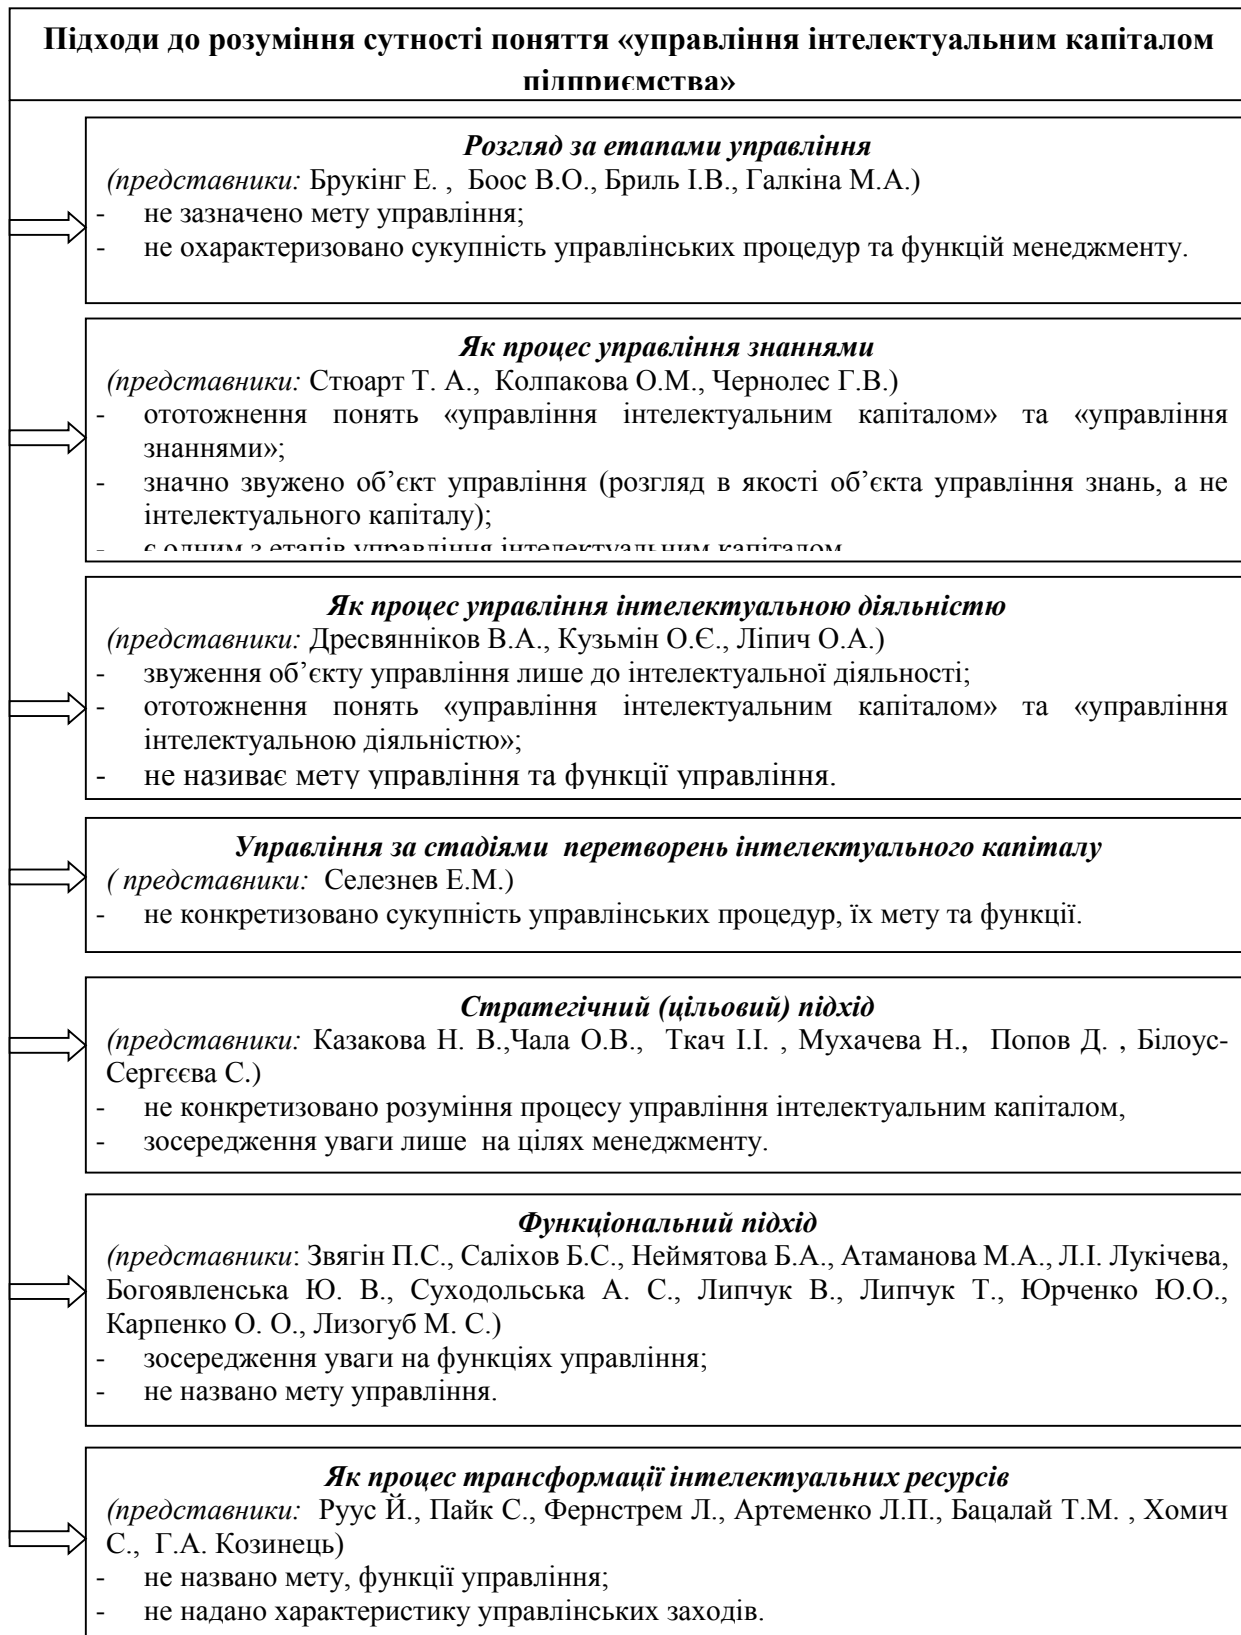 Підходи до розуміння сутності поняття «управління інтелектуальним капіталом
підприємства»
Розгляд за етапами управління
(представники: Брукінг Е. , Боос В.О., Бриль І.В., Галкіна М.А.)
- не зазначено мету управління;
- не охарактеризовано сукупність управлінських процедур та функцій менеджменту.
Як процес управління знаннями
(представники: Стюарт Т. А., Колпакова О.М., Чернолес Г.В.)
- ототожнення понять «управління інтелектуальним капіталом» та «управління
знаннями»;
- значно звужено об’єкт управління (розгляд в якості об’єкта управління знань, а не
інтелектуального капіталу);
- є одним з етапів управління інтелектуальним капіталом
Як процес управління інтелектуальною діяльністю
(представники: Дресвянніков В.А., Кузьмін О.Є., Ліпич О.А.)
- звуження об’єкту управління лише до інтелектуальної діяльності;
- ототожнення понять «управління інтелектуальним капіталом» та «управління
інтелектуальною діяльністю»;
- не називає мету управління та функції управління.
Управління за стадіями перетворень інтелектуального капіталу
( представники: Селезнев Е.М.)
- не конкретизовано сукупність управлінських процедур, їх мету та функції.
Стратегічний (цільовий) підхід
(представники: Казакова Н. В.,Чала О.В., Ткач І.І. , Мухачева Н., Попов Д. , Білоус-
Сергєєва С.)
- не конкретизовано розуміння процесу управління інтелектуальним капіталом,
- зосередження уваги лише на цілях менеджменту.
Функціональний підхід
(представники: Звягін П.С., Саліхов Б.С., Неймятова Б.А., Атаманова М.А., Л.І. Лукічева,
Богоявленська Ю. В., Суходольська А. С., Липчук В., Липчук Т., Юрченко Ю.О.,
Карпенко О. О., Лизогуб М. С.)
- зосередження уваги на функціях управління;
- не названо мету управління.
Як процес трансформації інтелектуальних ресурсів
(представники: Руус Й., Пайк С., Фернстрем Л., Артеменко Л.П., Бацалай Т.М. , Хомич
С., Г.А. Козинець)
- не названо мету, функції управління;
- не надано характеристику управлінських заходів.